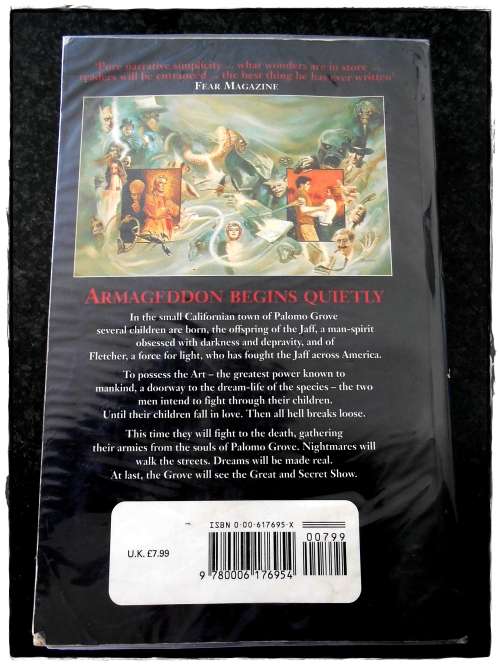 'Pure narrative simplicity ... what wonders are in store ...
readers will be entranced ... the best thing he has ever written'
FEAR MAGAZINE
ARMAGEDDON BEGINS QUIETLY
In the small Californian town of Palomo Grove
several children are born, the offspring of the Jaff, a man-spirit
obsessed with darkness and depravity, and of
Fletcher, a force for light, who has fought the Jaff across America.
To possess the Art – the greatest power known to
mankind, a doorway to the dream-life of the species – the two
men intend to fight through their children.
Until their children fall in love. Then all hell breaks loose.
This time they will fight to the death, gathering
their armies from the souls of Palomo Grove. Nightmares will
walk the streets. Dreams will be made real.
At last, the Grove will see the Great and Secret Show.
ISBN 0-00-617695-X
00799
U.K. £7.99
9 780006 176954